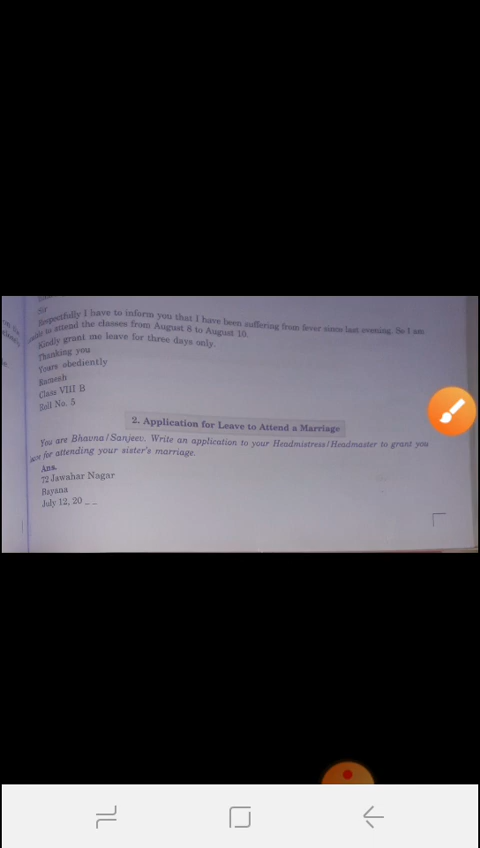 Sir
Respectfully I have to inform you that I have been suffering from fever since last evening. So I am
to attend the classes from August 8 to August 10.
Kindly grant me leave for three days only.
Thanking you
Yours obediently
Ramesh
Class VIII B
Roll No. 5
2. Application for Leave to Attend a Marriage
You are Bhavna/Sanjeev. Write an application to your Headmistress/Headmaster to grant you
for attending your sister's marriage.
Ans.
72 Jawahar Nagar
Bayana
July 12, 20 _ _